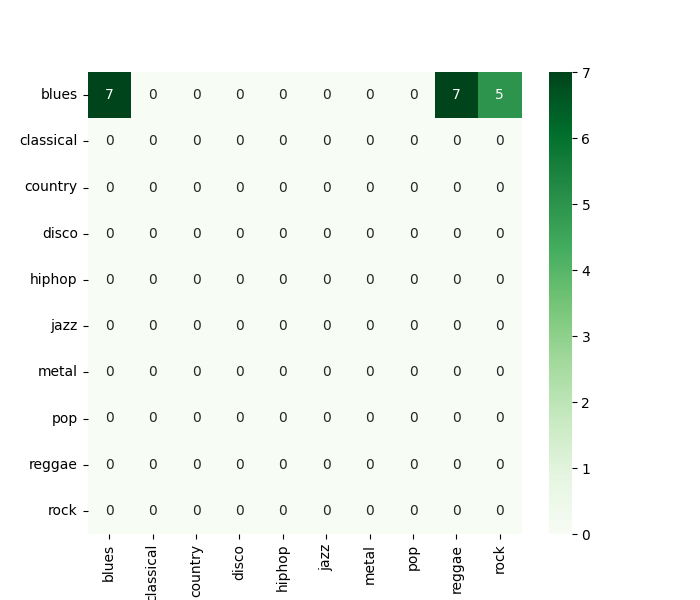 blues 7 0 0 0 0 0 0 0 7 5
classical 0 0 0 0 0 0 0 0 0 0
country 0 0 0 0 0 0 0 0 0 0
disco 0 0 0 0 0 0 0 0 0 0
hiphop 0 0 0 0 0 0 0 0 0 0
jazz 0 0 0 0 0 0 0 0 0 0
metal 0 0 0 0 0 0 0 0 0 0
pop 0 0 0 0 0 0 0 0 0 0
reggae 0 0 0 0 0 0 0 0 0 0
rock 0 0 0 0 0 0 0 0 0 0
blues classical country disco hiphop jazz metal pop reggae rock
7
6
5
4
3
2
1
0